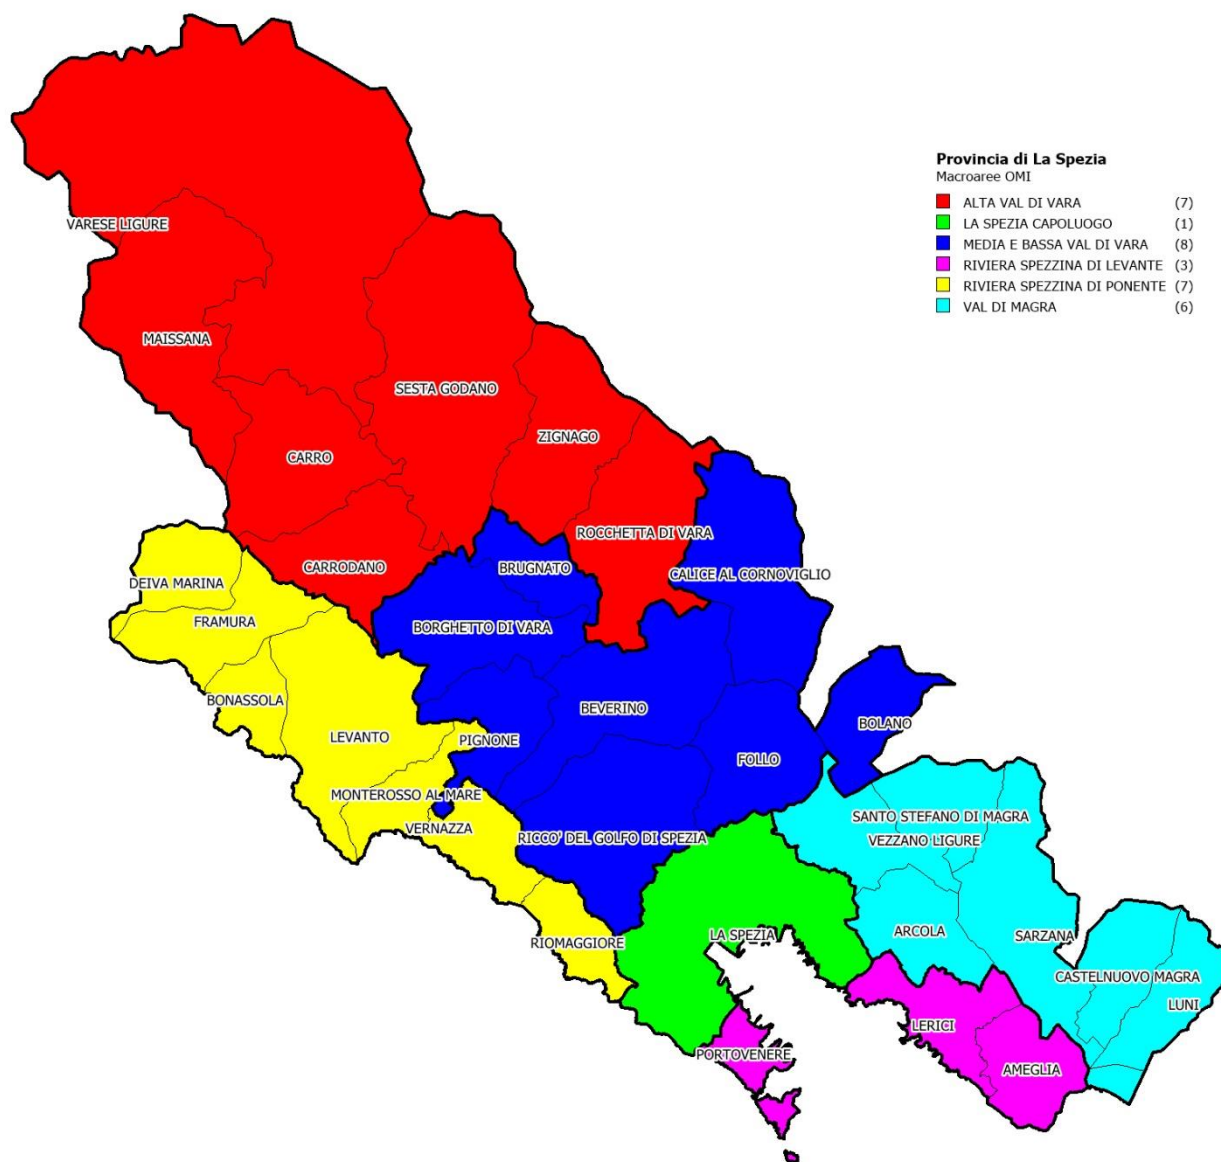 Provincia di La Spezia
Macroaree OMI
ALTA VAL DI VARA (7)
LA SPEZIA CAPOLUOGO (1)
MEDIA E BASSA VAL DI VARA (8)
RIVIERA SPEZZINA DI LEVANTE (3)
RIVIERA SPEZZINA DI PONENTE (7)
VAL DI MAGRA (6)
VARESE LIGURE
MAISSANA
SESTA GODANO
ZIGNAGO
CARRO
ROCCHETTA DI VARA
CARRODANO
BRUGNATO
CALICE AL CORNOVIGLIO
DEIVA MARINA
FRAMURA
BORGHETTO DI VARA
BONASSOLA
BEVERINO
BOLANO
LEVANTO
PIGNONE
FOLLO
MONTEROSSO AL MARE
VERNAZZA
RICCO' DEL GOLFO DI SPEZIA
SANTO STEFANO DI MAGRA
VEZZANO LIGURE
RIOMAGGIORE
LA SPEZIA
ARCOLA
SARZANA
CASTELNUOVO MAGRA
LUNI
LERICI
PORTOVENERE
AMEGLIA